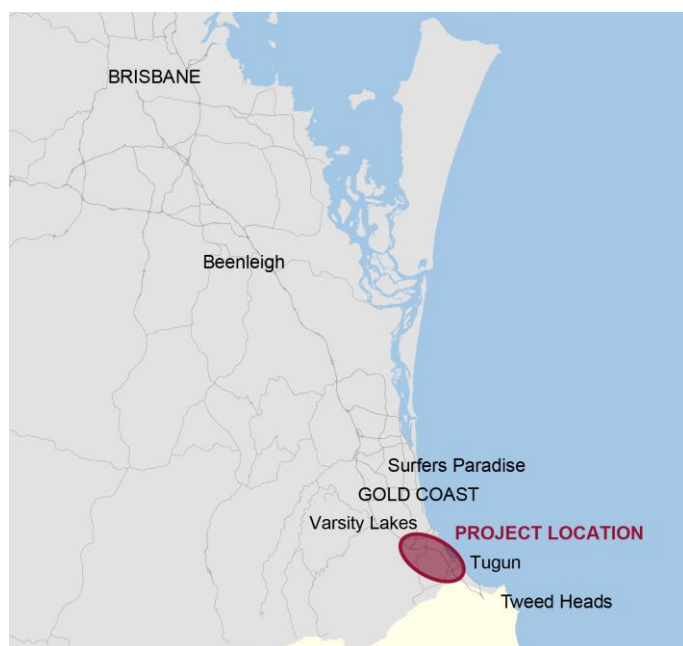 BRISBANE
Beenleigh
Surfers Paradise
GOLD COAST
Varsity Lakes
PROJECT LOCATION
Tugun
Tweed Heads